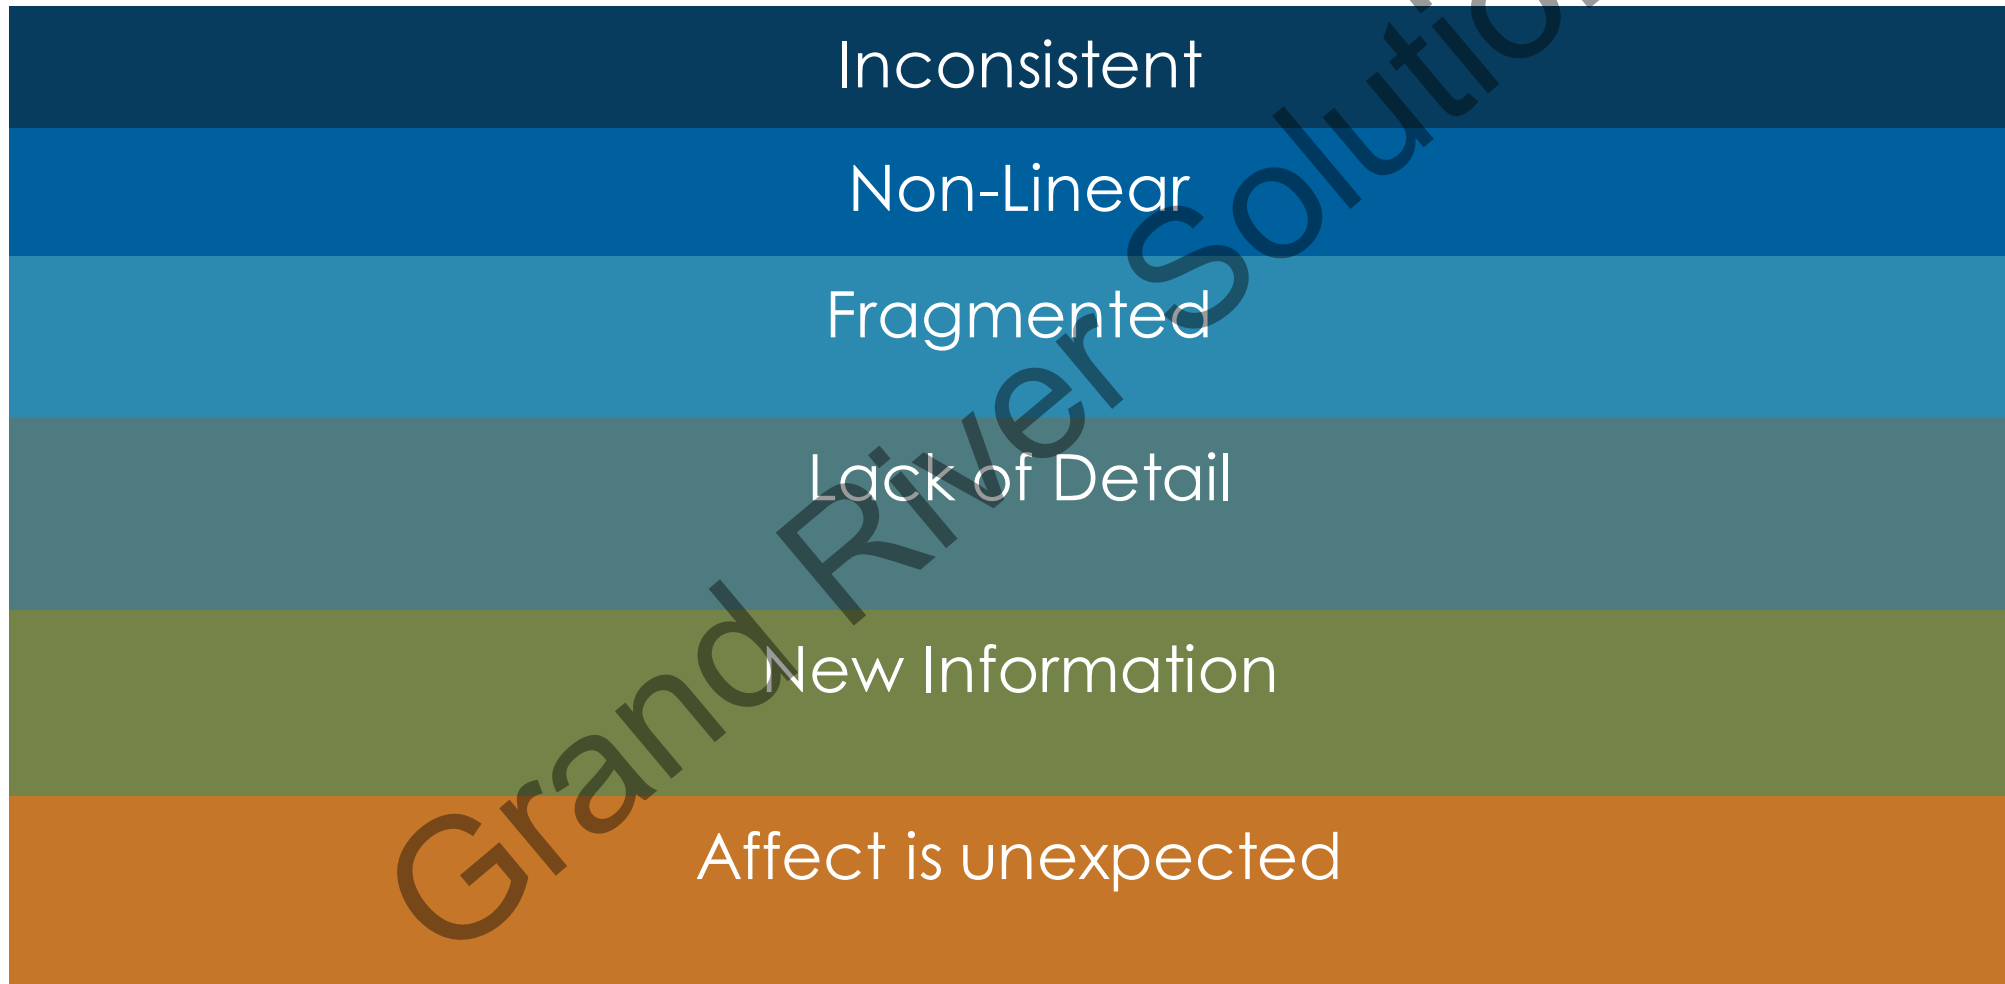 Inconsistent
Non-Linear
Fragmented
Lack of Detail
New Information
Affect is unexpected
Grand River Solutio